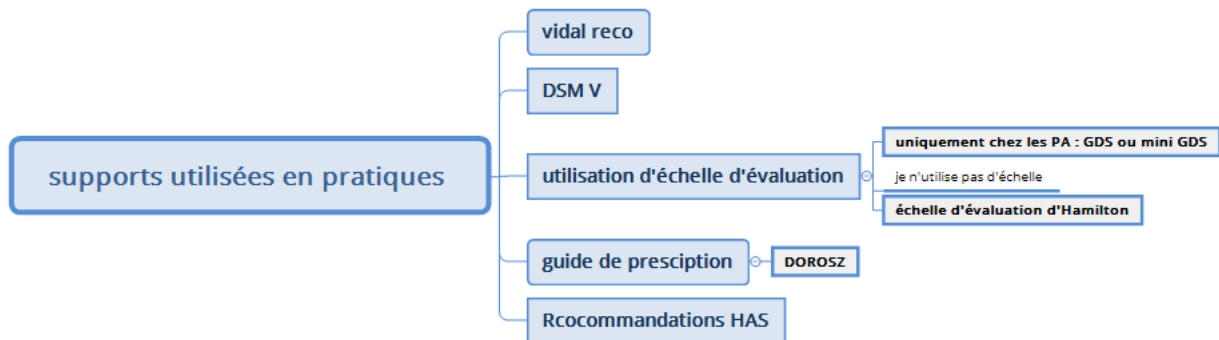 supports utilisées en pratiques
vidal reco
DSM V
utilisation d'échelle d'évaluation
uniquement chez les PA : GDS ou mini GDS
je n'utilise pas d'échelle
échelle d'évaluation d'Hamilton
guide de presciption
DOROSZ
Rcocommandations HAS